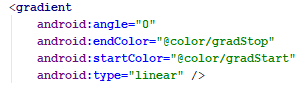 <gradient
    android:angle="0"
    android:endColor="@color/gradStop"
    android:startColor="@color/gradStart"
    android:type="linear" />